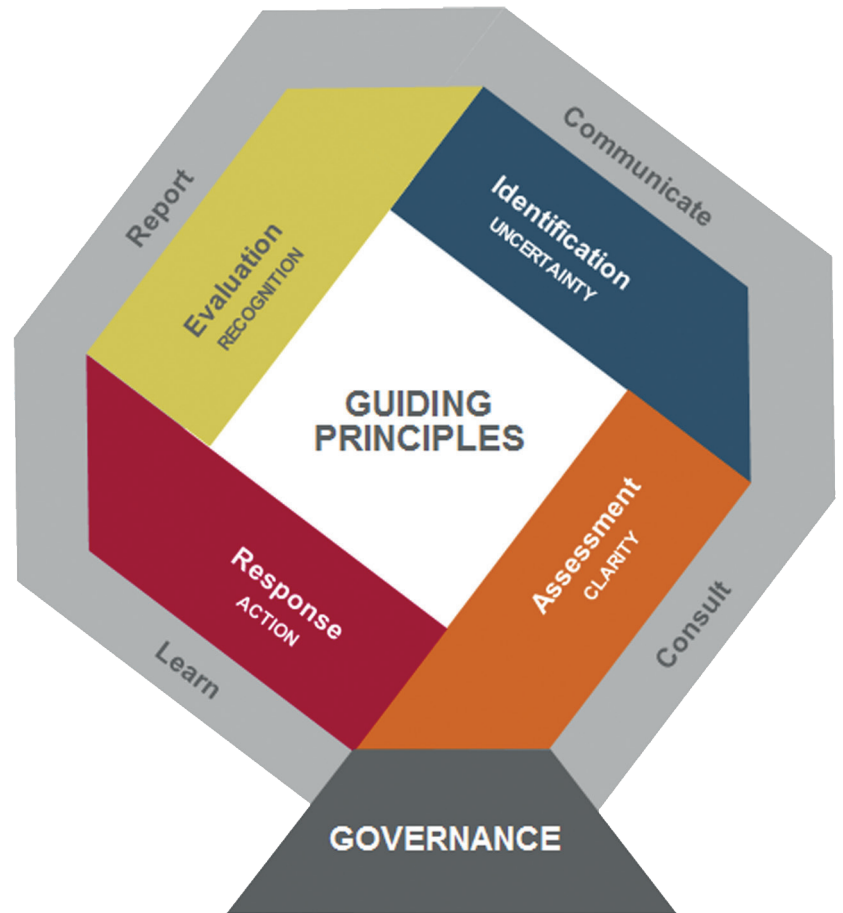 Communicate
Identification
UNCERTAINTY
Report
Evaluation
RECOGNITION
GUIDING
PRINCIPLES
Assessment
CLARITY
Consult
Response
ACTION
Learn
GOVERNANCE